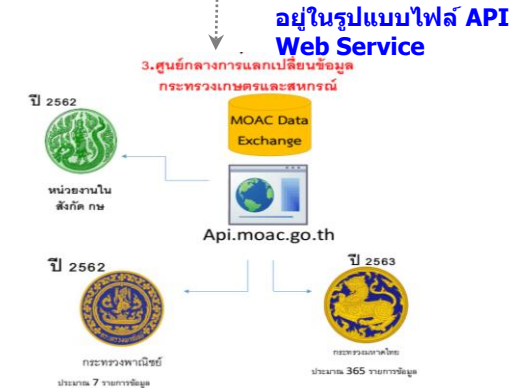 อยู่ในรูปแบบไฟล์ API
Web Service
3.ศูนย์กลางการแลกเปลี่ยนข้อมูล
กระทรวงเกษตรและสหกรณ์
ปี 2562
MOAC Data
Exchange
หน่วยงานใน
สังกัด กษ
Api.moac.go.th
ปี 2562
ปี 2563
กระทรวงพาณิชย์
ประมาณ 7 รายการข้อมูล
กระทรวงมหาดไทย
ประมาณ 365 รายการข้อมูล